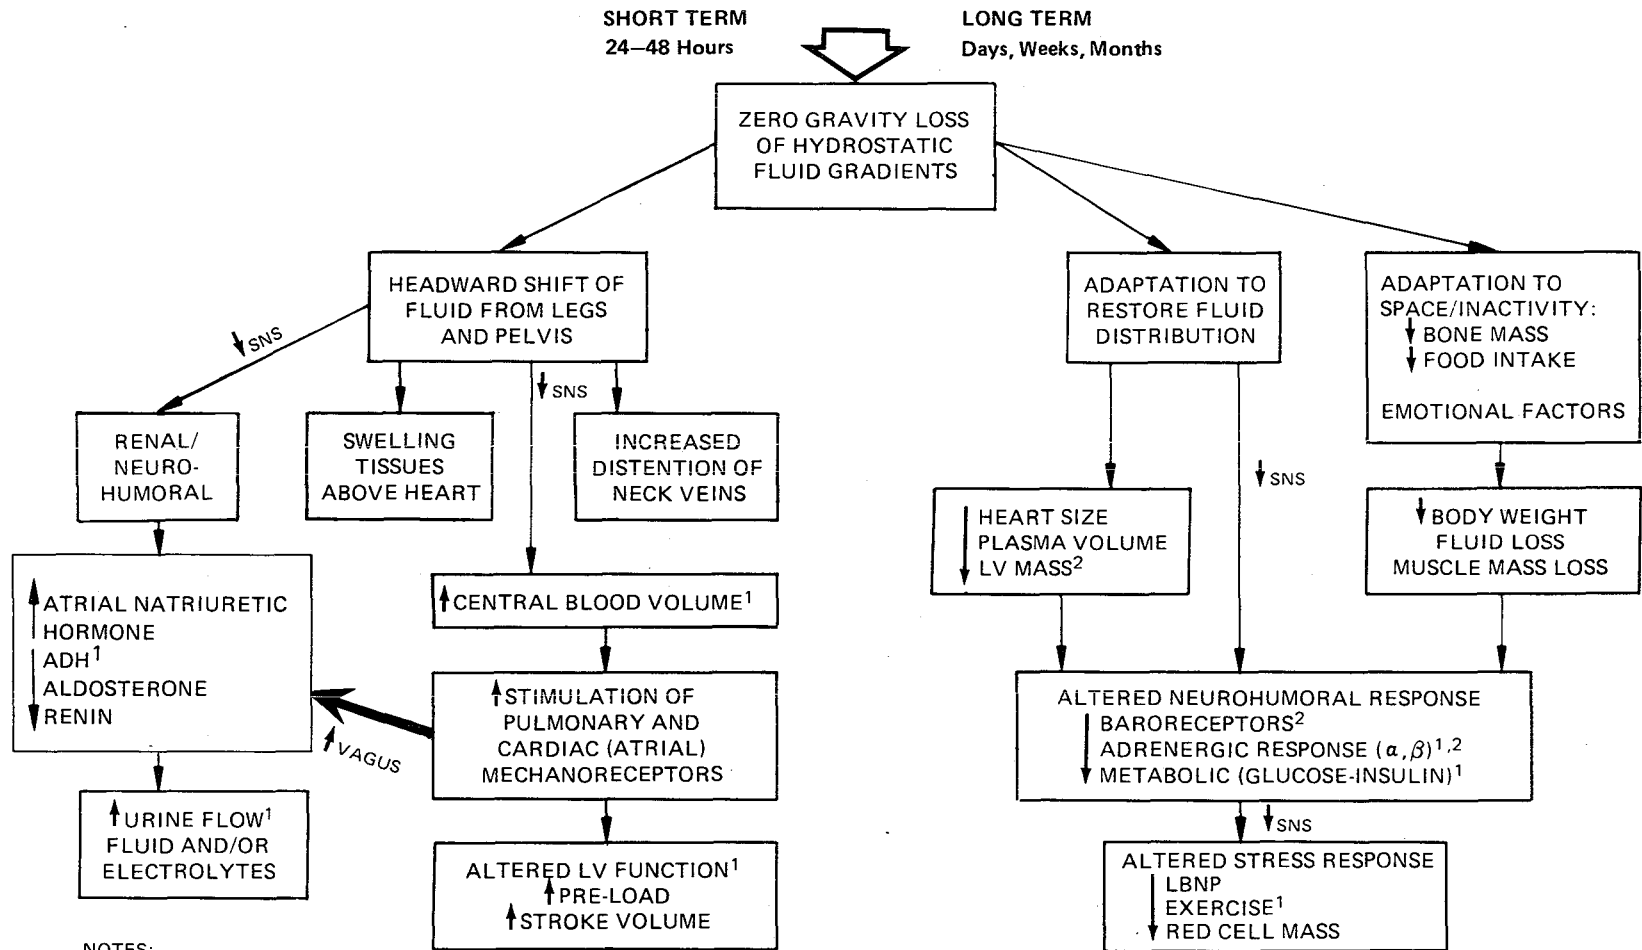 SHORT TERM
24–48 Hours
LONG TERM
Days, Weeks, Months
ZERO GRAVITY LOSS
OF HYDROSTATIC
FLUID GRADIENTS
HEADWARD SHIFT OF
FLUID FROM LEGS
AND PELVIS
ADAPTATION TO
RESTORE FLUID
DISTRIBUTION
ADAPTATION TO
SPACE/INACTIVITY:
↓ BONE MASS
↓ FOOD INTAKE
EMOTIONAL FACTORS
↓ SNS
↓ SNS
↓ SNS
RENAL/
NEURO-
HUMORAL
SWELLING
TISSUES
ABOVE HEART
INCREASED
DISTENTION OF
NECK VEINS
↓ HEART SIZE
PLASMA VOLUME
LV MASS²
↓ BODY WEIGHT
FLUID LOSS
MUSCLE MASS LOSS
↑ ATRIAL NATRIURETIC
HORMONE
↓ ADH¹
ALDOSTERONE
RENIN
↑ CENTRAL BLOOD VOLUME¹
↑ STIMULATION OF
PULMONARY AND
CARDIAC (ATRIAL)
MECHANORECEPTORS
↑ VAGUS
ALTERED NEUROHUMORAL RESPONSE
↓ BARORECEPTORS²
ADRENERGIC RESPONSE (α,β)¹,²
METABOLIC (GLUCOSE-INSULIN)¹
↑ URINE FLOW¹
FLUID AND/OR
ELECTROLYTES
ALTERED LV FUNCTION¹
↑ PRE-LOAD
↑ STROKE VOLUME
↓ SNS
ALTERED STRESS RESPONSE
↓ LBNP
EXERCISE¹
RED CELL MASS
NOTES: